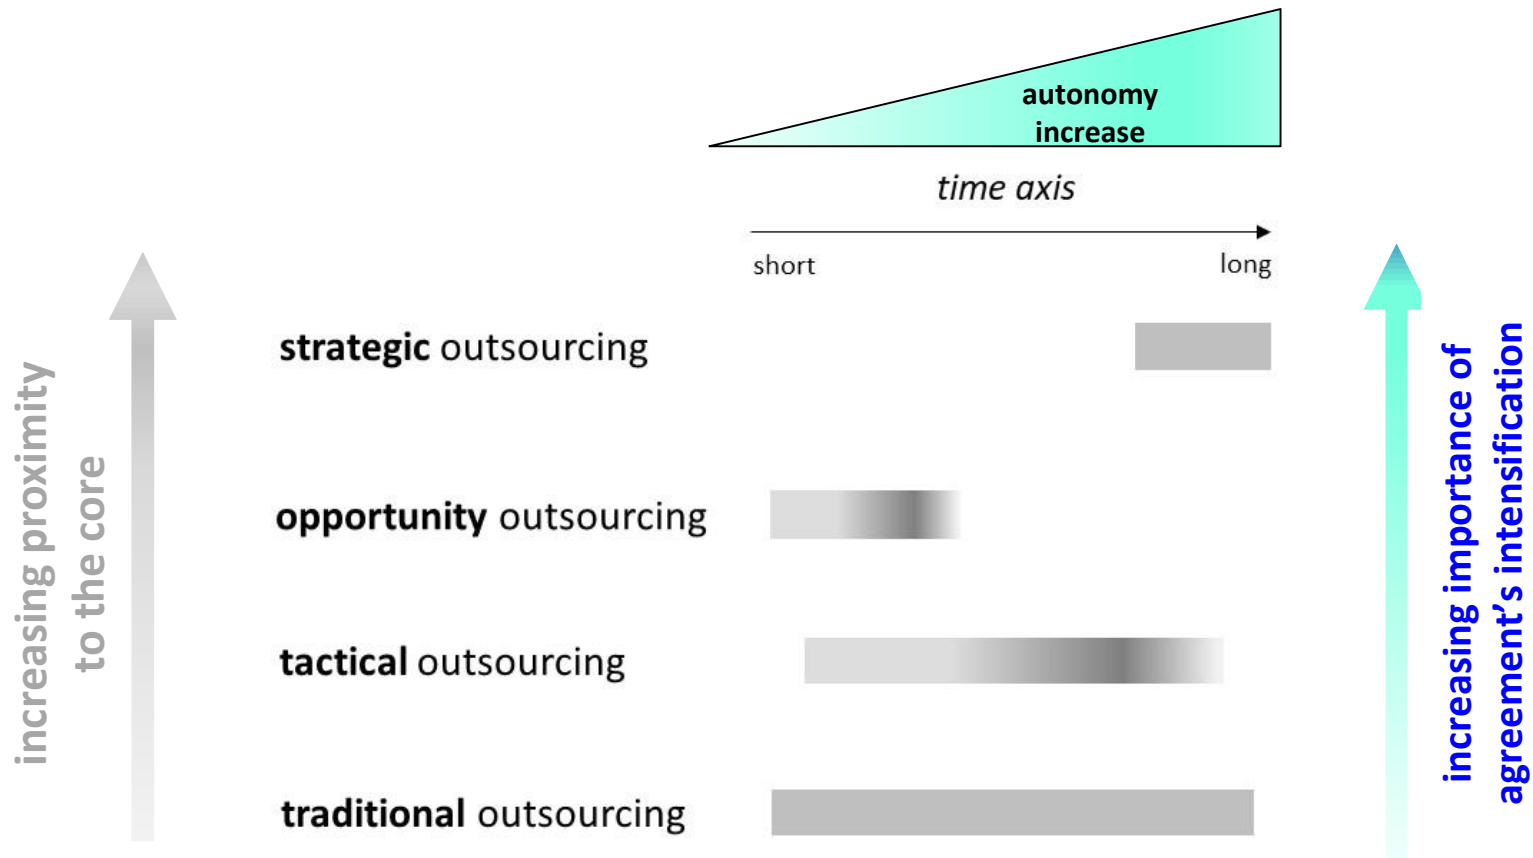 autonomy
increase
time axis
short
long
strategic outsourcing
opportunity outsourcing
tactical outsourcing
traditional outsourcing
increasing proximity
to the core
increasing importance of
agreement’s intensification